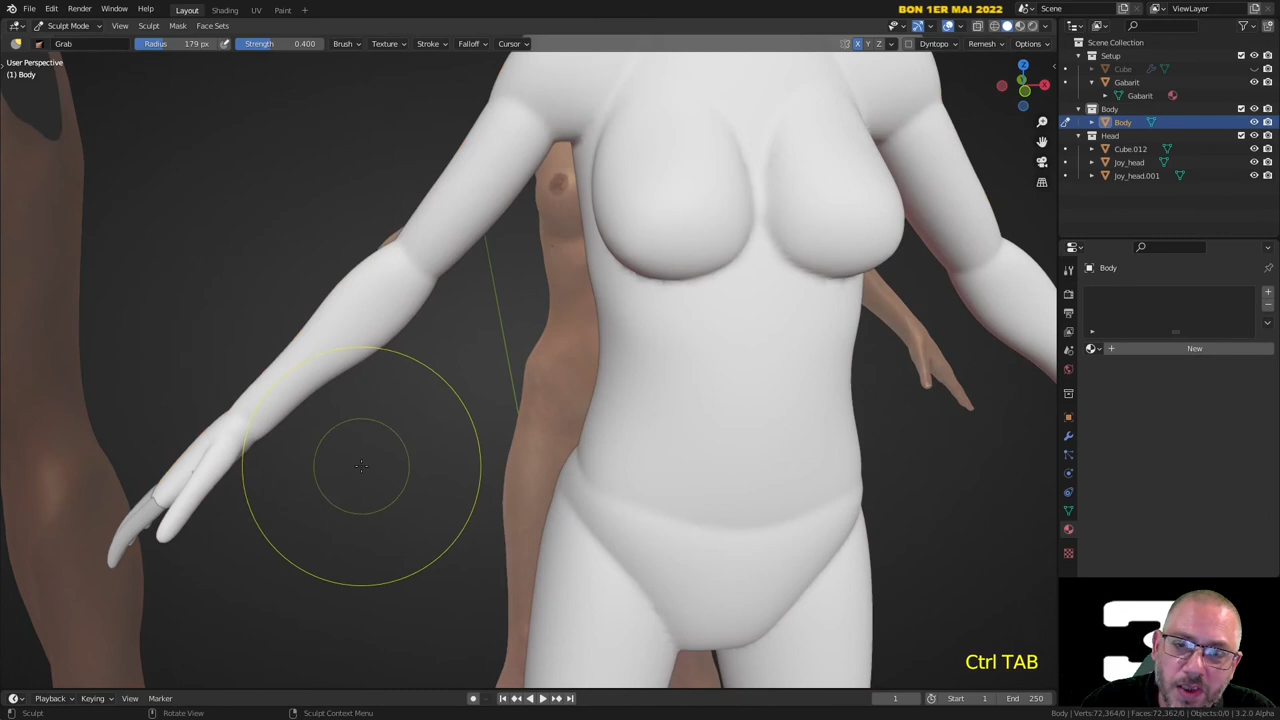 File Edit Render Window Help Layout Shading UV Paint BON 1ER MAI 2022 Scene ViewLayer
Sculpt Mode View Sculpt Mask Face Sets
Grab Radius 179 px Strength 0.400 Brush Texture Stroke Falloff Cursor X Y Z Dyntopo Remesh Options
User Perspective
(1) Body
Z
X
Scene Collection
Setup
Cube
Gabarit
Gabarit
Body
Body
Head
Cube.012
Joy_head
Joy_head.001
Body
New
Ctrl TAB
3
Playback Keying View Marker 1 Start 1 End 250
Sculpt Rotate View Sculpt Context Menu Body | Verts:72,364/0 | Faces:72,362/0 | Objects:0/0 | 3.2.0 Alpha